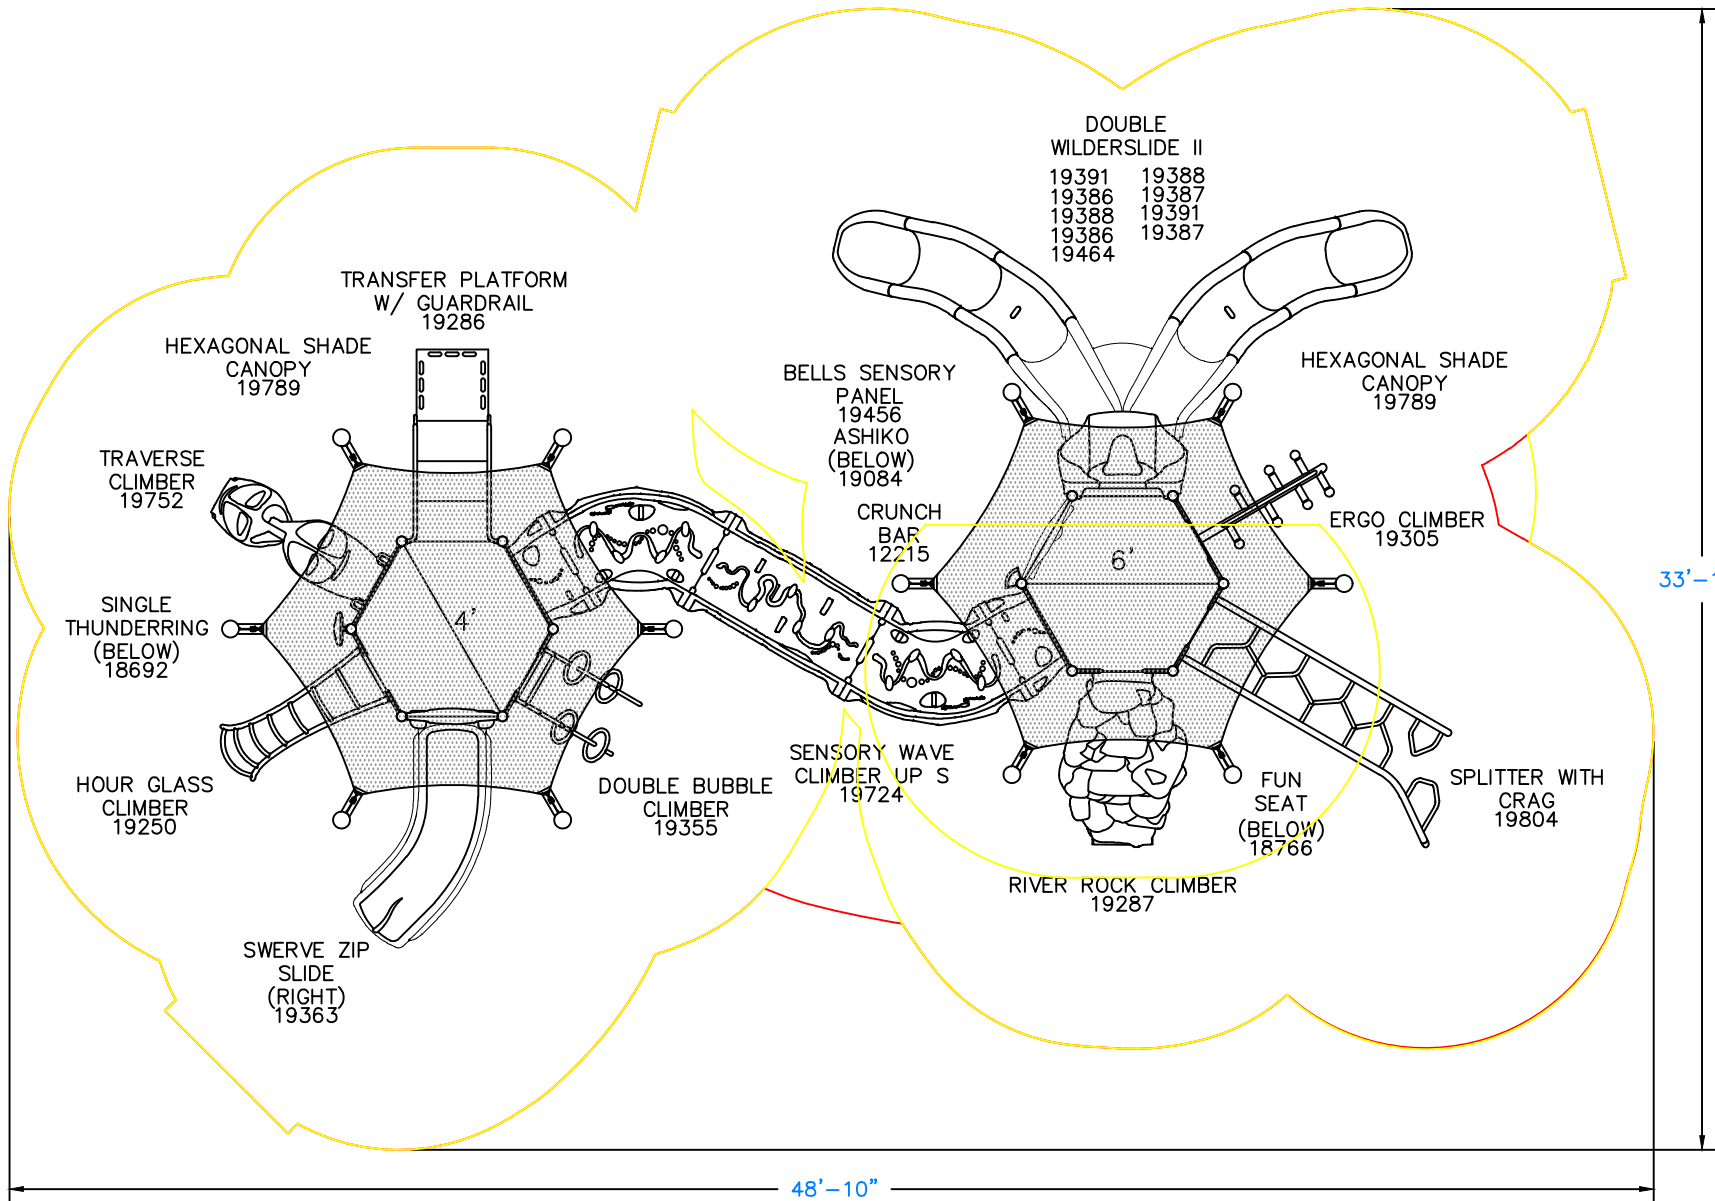 DOUBLE
WILDERSLIDE II
19391 19388
19386 19387
19388 19391
19386 19387
19464
TRANSFER PLATFORM
W/ GUARDRAIL
19286
HEXAGONAL SHADE
CANOPY
19789
BELLS SENSORY
PANEL
19456
ASHIKO
(BELOW)
19084
HEXAGONAL SHADE
CANOPY
19789
TRAVERSE
CLIMBER
19752
CRUNCH
BAR
12215
ERGO CLIMBER
19305
6'
33'-1
SINGLE
THUNDERRING
(BELOW)
18692
4'
HOUR GLASS
CLIMBER
19250
DOUBLE BUBBLE
CLIMBER
19355
SENSORY WAVE
CLIMBER UP S
19724
FUN
SEAT
(BELOW)
18766
SPLITTER WITH
CRAG
19804
RIVER ROCK CLIMBER
19287
SWERVE ZIP
SLIDE
(RIGHT)
19363
48'-10"